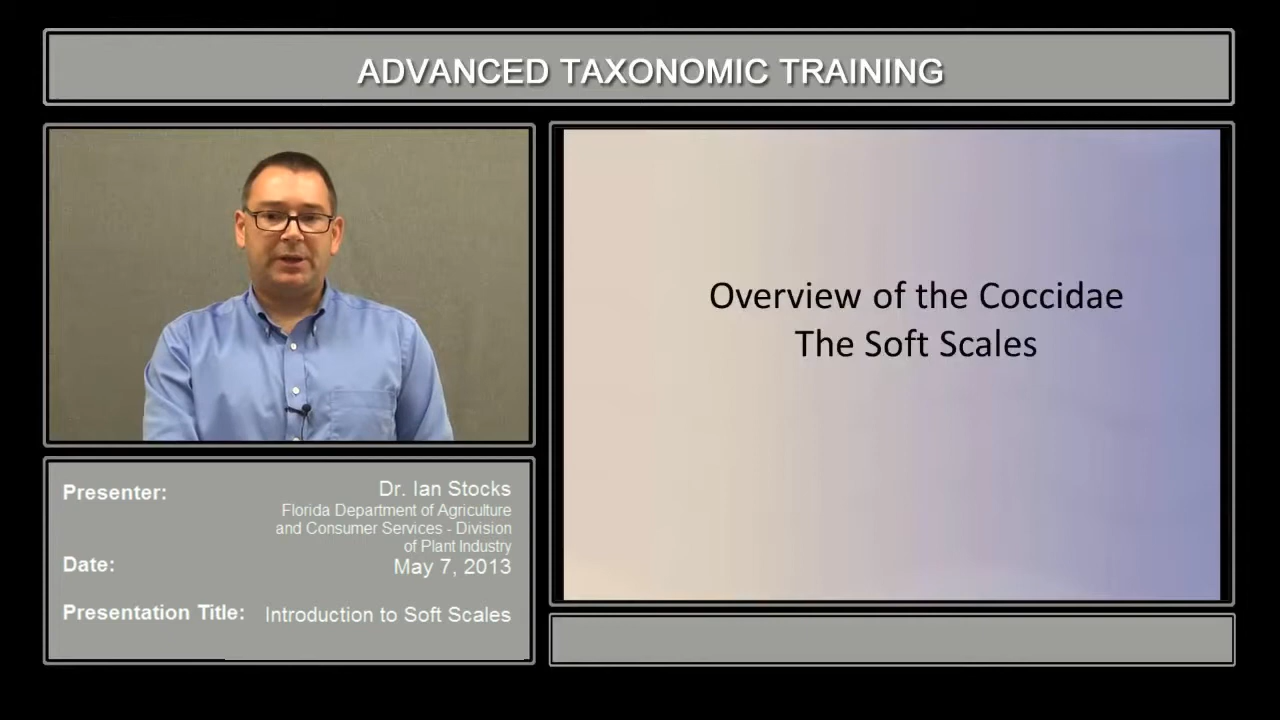 ADVANCED TAXONOMIC TRAINING
Overview of the Coccidae
The Soft Scales
Presenter: Dr. Ian Stocks
Florida Department of Agriculture
and Consumer Services - Division
of Plant Industry
Date: May 7, 2013
Presentation Title: Introduction to Soft Scales